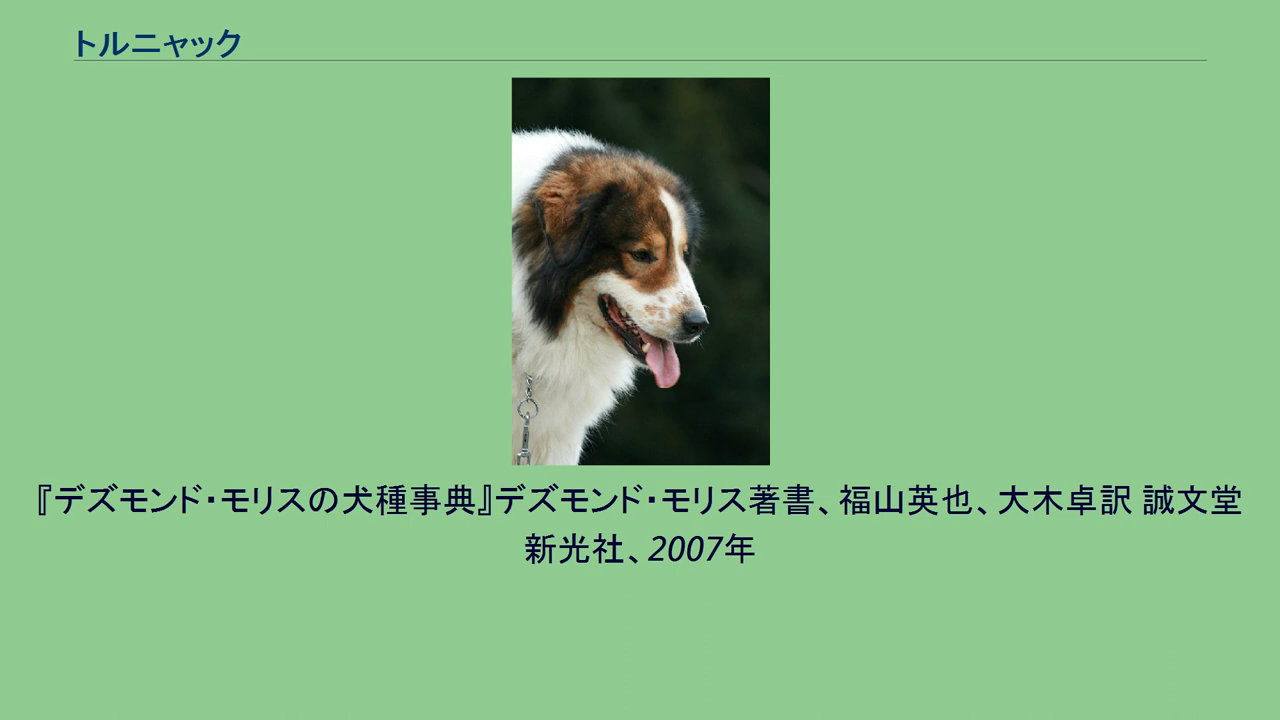 トルニャック
『デズモンド・モリスの犬種事典』デズモンド・モリス著書、福山英也、大木卓訳 誠文堂
新光社、2007年